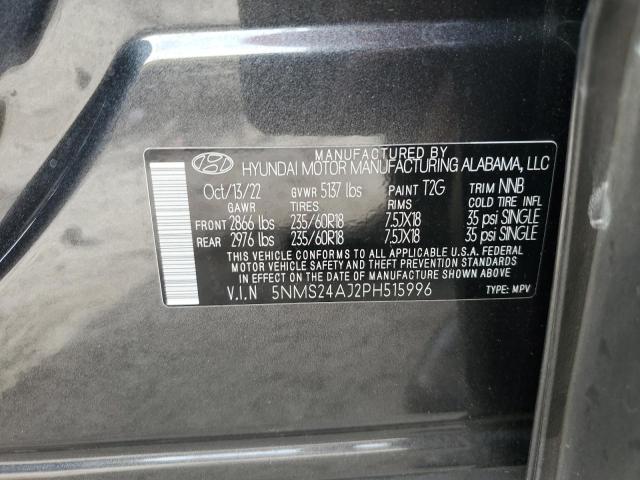 MANUFACTURED BY
HYUNDAI MOTOR MANUFACTURING ALABAMA, LLC
Oct/13/22 GVWR 5137 lbs PAINT T2G TRIM NNB
GAWR TIRES RIMS COLD TIRE INFL
FRONT 2866 lbs 235/60R18 7.5JX18 35 psi SINGLE
REAR 2976 lbs 235/60R18 7.5JX18 35 psi SINGLE
THIS VEHICLE CONFORMS TO ALL APPLICABLE U.S.A. FEDERAL
MOTOR VEHICLE SAFETY AND THEFT PREVENTION STANDARDS
IN EFFECT ON THE DATE OF MANUFACTURE SHOWN ABOVE.
V.I.N 5NMS24AJ2PH515996 TYPE: MPV